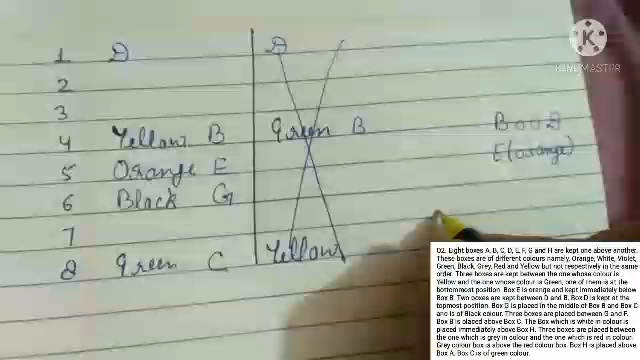 1 D D
2
3
4 Yellow B Green B
5 Orange E
6 Black G
7
8 Green C Yellow
B O O D
E (orange)
KINEMASTER
Q2. Eight boxes A, B, C, D, E, F, G and H are kept one above another.
These boxes are of different colours namely, Orange, White, Violet,
Green, Black, Grey, Red and Yellow but not respectively in the same
order. Three boxes are kept between the one whose colour is
Yellow and the one whose colour is Green, one of them is at the
bottommost position. Box E is orange and kept immediately below
Box B. Two boxes are kept between D and B. Box D is kept at the
topmost position. Box G is placed in the middle of Box B and Box C
and is of Black colour. Three boxes are placed between G and F.
Box B is placed above Box C. The Box which is white in colour is
placed immediately above Box H. Three boxes are placed between
the one which is grey in colour and the one which is red in colour.
Grey colour box is above the red colour box. Box H is placed above
Box A. Box C is of green colour.